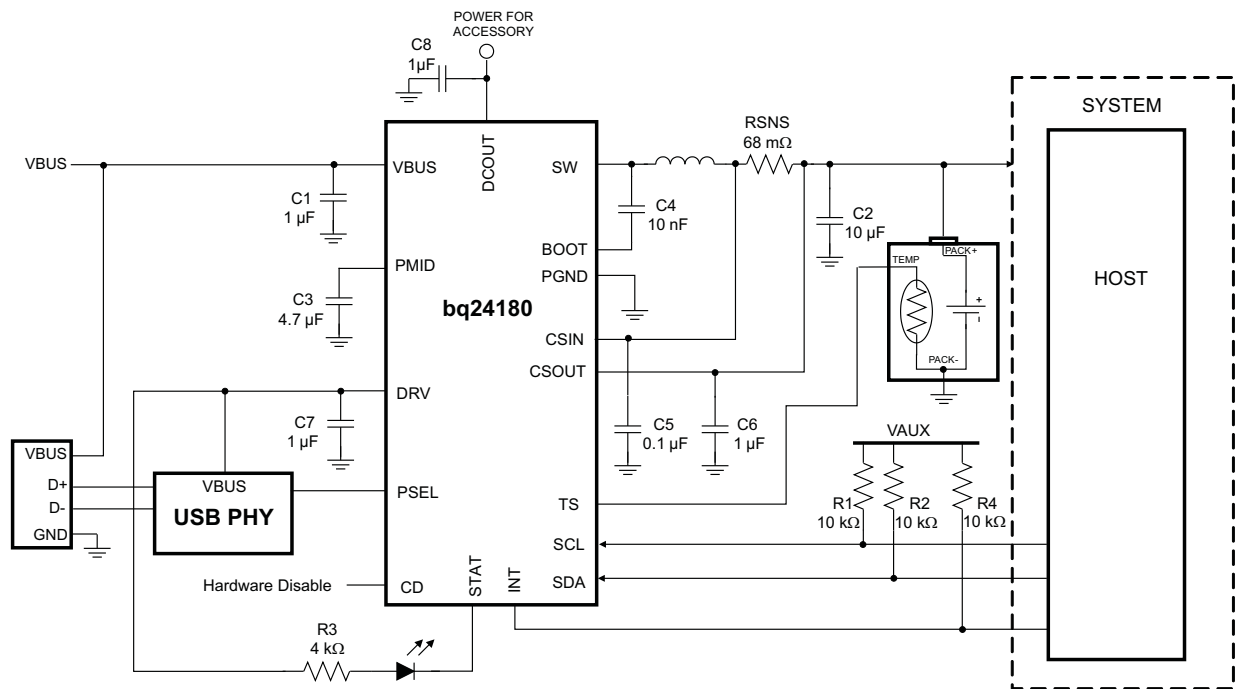 POWER FOR
ACCESSORY
C8
1µF
SYSTEM
RSNS
68 mΩ
VBUS
VBUS
DCOUT
SW
C1
1 µF
C4
10 nF
C2
10 µF
BOOT
PMID
PGND
TEMP
PACK+
HOST
C3
4.7 µF
bq24180
+
-
CSIN
CSOUT
PACK-
DRV
C7
1 µF
C5
0.1 µF
C6
1 µF
VAUX
VBUS
D+
D-
GND
VBUS
USB PHY
PSEL
TS
R1
10 kΩ
R2
10 kΩ
R4
10 kΩ
SCL
SDA
Hardware Disable
CD
STAT
INT
R3
4 kΩ